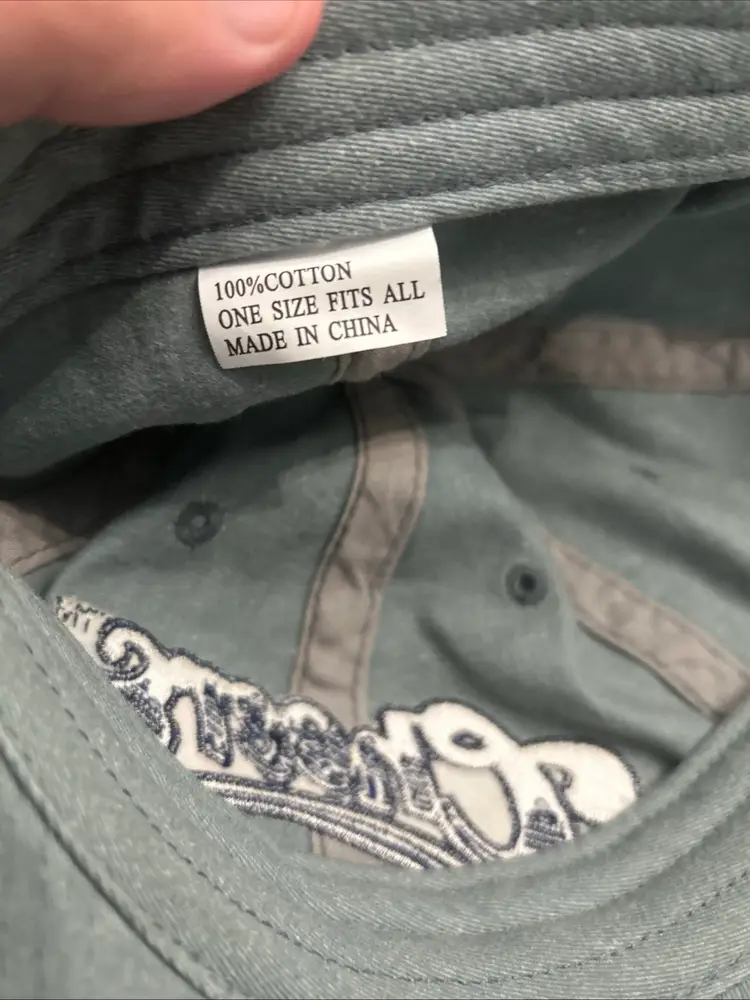 100%COTTON
ONE SIZE FITS ALL
MADE IN CHINA